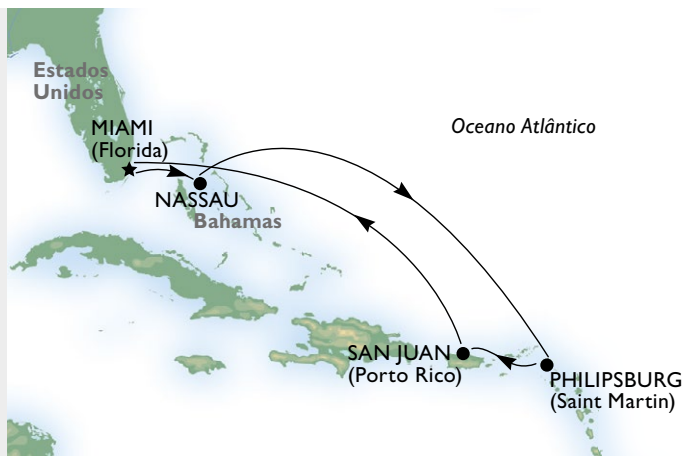 Estados
Unidos
MIAMI
(Florida)
Oceano Atlântico
NASSAU
Bahamas
SAN JUAN
(Porto Rico)
PHILIPSBURG
(Saint Martin)